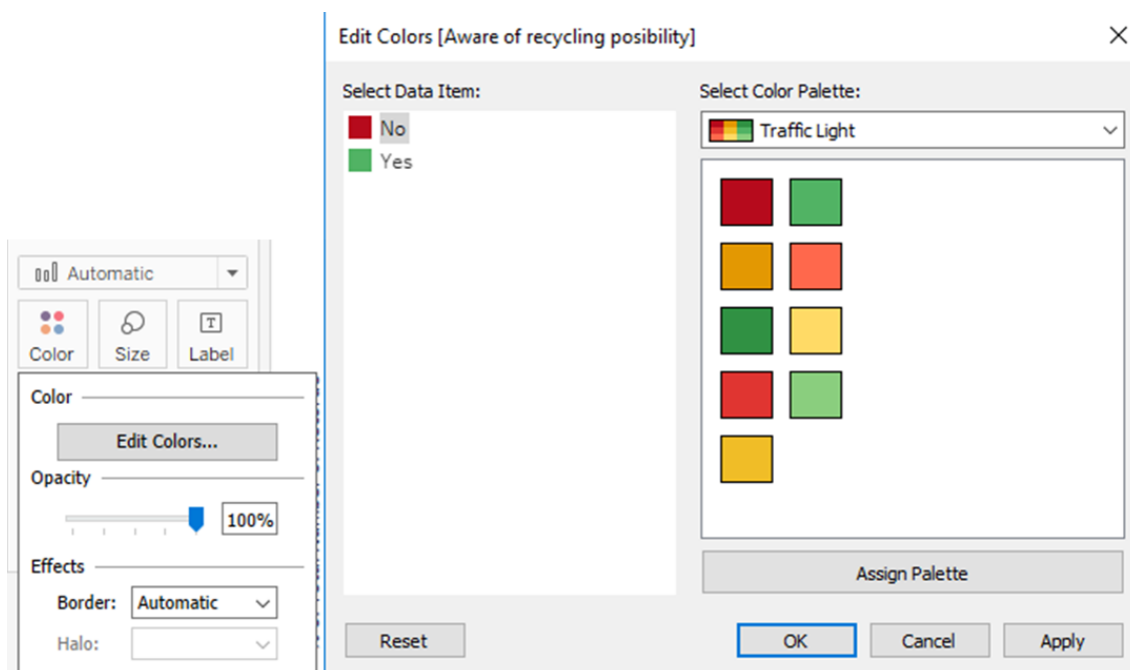 Automatic
Color
Size
T
Label
Color
Edit Colors...
Opacity
100%
Effects
Border:
Automatic
Halo:
Edit Colors [Aware of recycling posibility]
Select Data Item:
No
Yes
Select Color Palette:
Traffic Light
Assign Palette
Reset
OK
Cancel
Apply